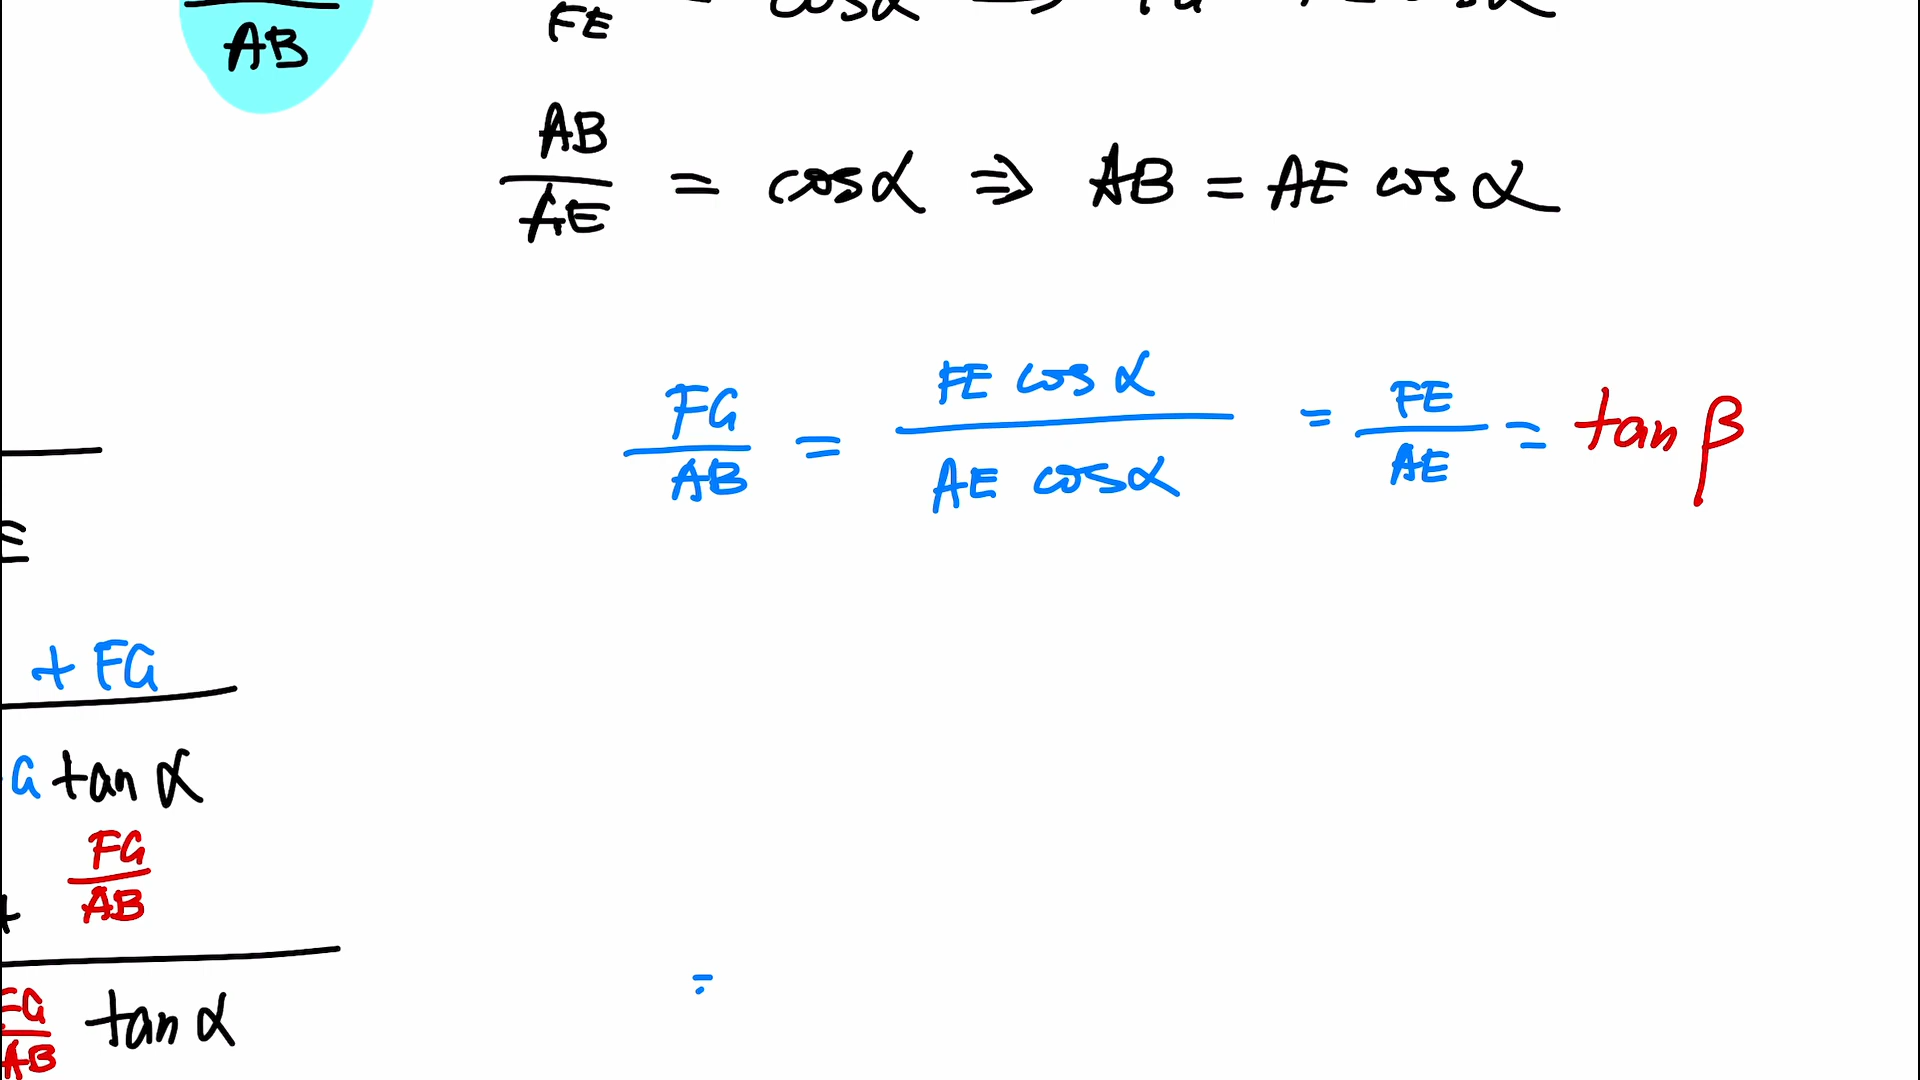 AB
FE = cosα ⇒
AB/AE = cosα ⇒ AB = AE cosα
FG/AB = FE cosα/AE cosα = FE/AE = tan β
+ FG
G tan α
FG/AB
FG/AB tan α
=